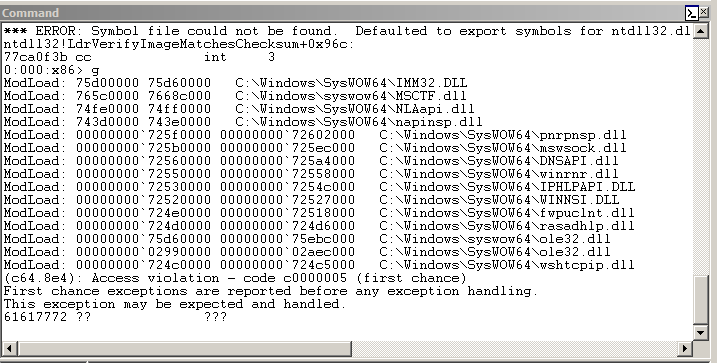 Command
*** ERROR: Symbol file could not be found.  Defaulted to export symbols for ntdll32.dl
ntdll32!LdrVerifyImageMatchesChecksum+0x96c:
77ca0f3b cc              int     3
0:000:x86> g
ModLoad: 75d00000 75d60000   C:\Windows\SysWOW64\IMM32.DLL
ModLoad: 765c0000 7668c000   C:\Windows\syswow64\MSCTF.dll
ModLoad: 74fe0000 74ff0000   C:\Windows\SysWOW64\NLAapi.dll
ModLoad: 743d0000 743e0000   C:\Windows\SysWOW64\napinsp.dll
ModLoad: 00000000`725f0000 00000000`72602000   C:\Windows\SysWOW64\pnrpnsp.dll
ModLoad: 00000000`725b0000 00000000`725ec000   C:\Windows\SysWOW64\mswsock.dll
ModLoad: 00000000`72560000 00000000`725a4000   C:\Windows\SysWOW64\DNSAPI.dll
ModLoad: 00000000`72550000 00000000`72558000   C:\Windows\SysWOW64\winrnr.dll
ModLoad: 00000000`72530000 00000000`7254c000   C:\Windows\SysWOW64\IPHLPAPI.DLL
ModLoad: 00000000`72520000 00000000`72527000   C:\Windows\SysWOW64\WINNSI.DLL
ModLoad: 00000000`724e0000 00000000`72518000   C:\Windows\SysWOW64\fwpuclnt.dll
ModLoad: 00000000`724d0000 00000000`724d6000   C:\Windows\SysWOW64\rasadhlp.dll
ModLoad: 00000000`75d60000 00000000`75ebc000   C:\Windows\syswow64\ole32.dll
ModLoad: 00000000`02990000 00000000`02aec000   C:\Windows\syswow64\ole32.dll
ModLoad: 00000000`724c0000 00000000`724c5000   C:\Windows\SysWOW64\wshtcpip.dll
(c64.8e4): Access violation - code c0000005 (first chance)
First chance exceptions are reported before any exception handling.
This exception may be expected and handled.
61617772 ??              ???